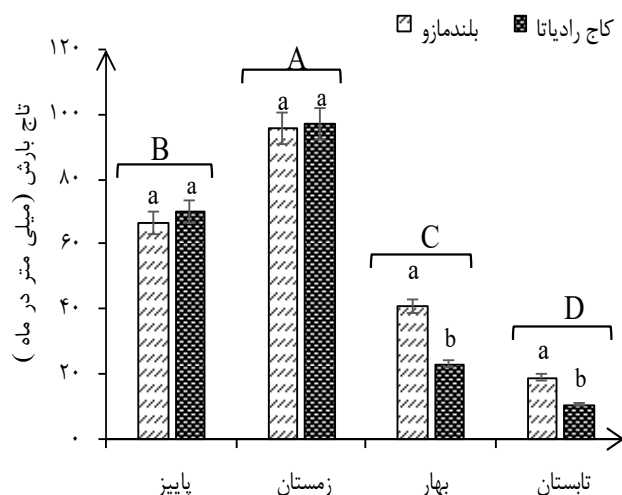 کاج رادیاتا بلندمازو
تاج بارش (میلی متر در ماه)
۱۲۰
۱۰۰
۸۰
۶۰
۴۰
۲۰
۰
B
a a
A
a a
C
a
b
D
a
b
پاییز زمستان بهار تابستان